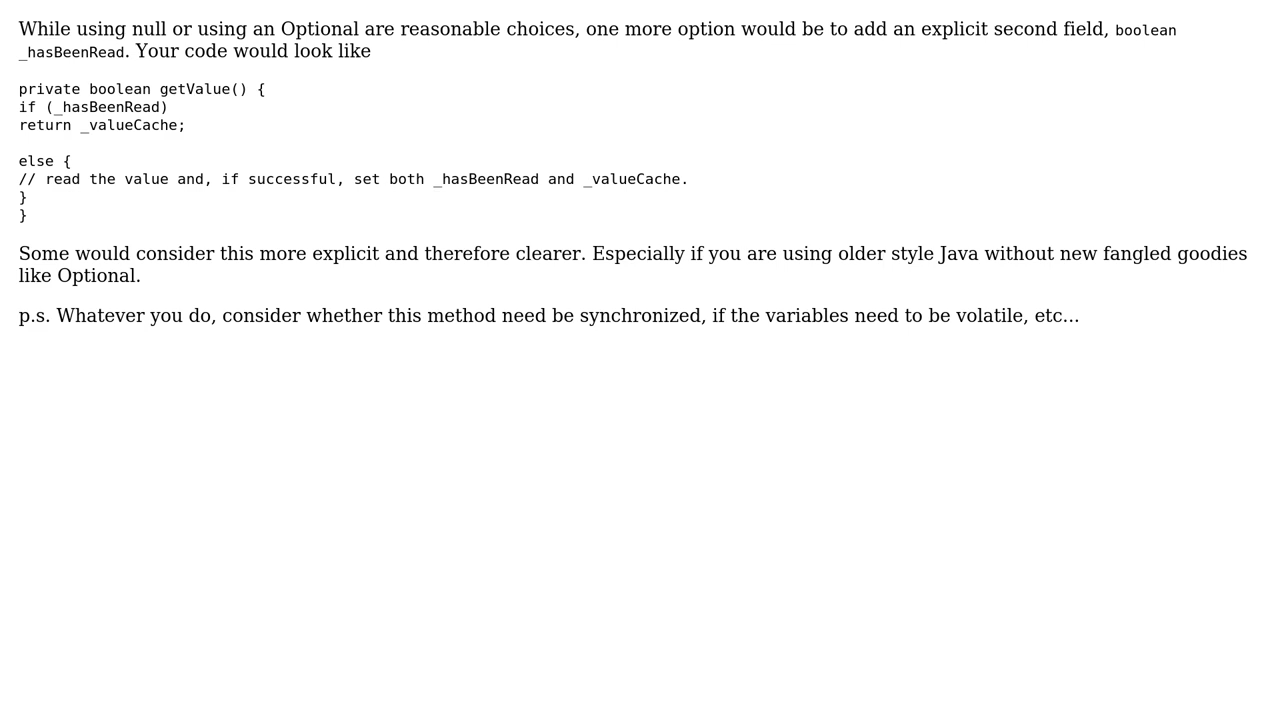 While using null or using an Optional are reasonable choices, one more option would be to add an explicit second field, boolean
_hasBeenRead. Your code would look like
private boolean getValue() {
if (_hasBeenRead)
return _valueCache;
else {
// read the value and, if successful, set both _hasBeenRead and _valueCache.
}
}
Some would consider this more explicit and therefore clearer. Especially if you are using older style Java without new fangled goodies
like Optional.
p.s. Whatever you do, consider whether this method need be synchronized, if the variables need to be volatile, etc...